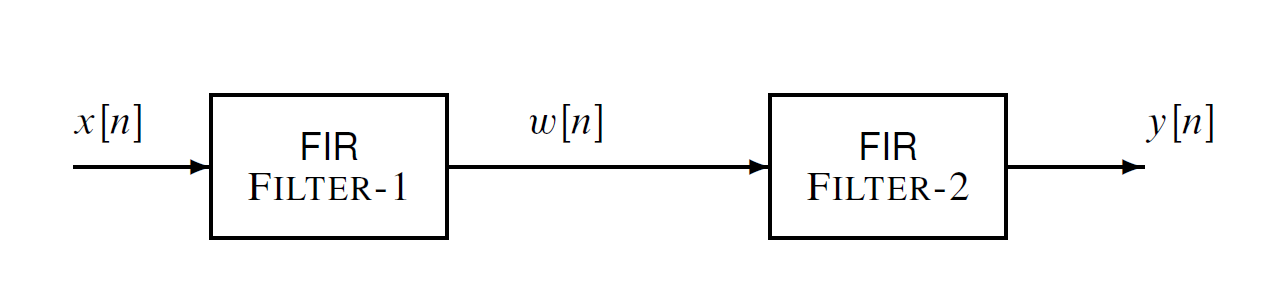 x[n]
FIR
FILTER-1
w[n]
FIR
FILTER-2
y[n]